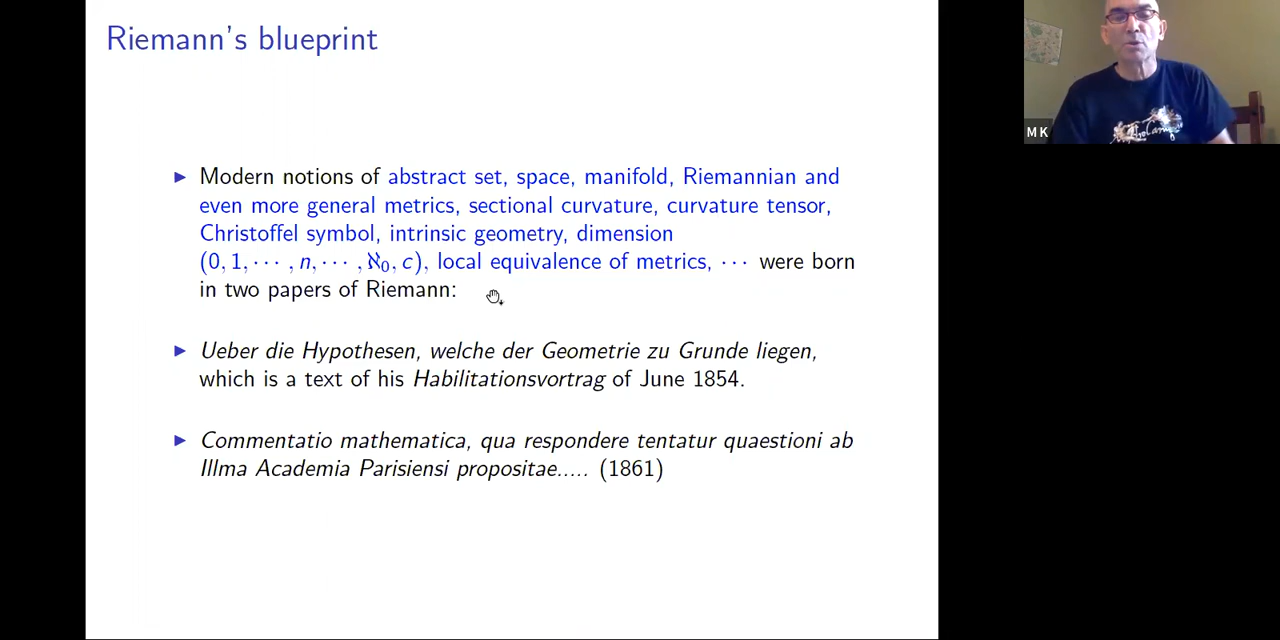 Riemann's blueprint
▶ Modern notions of abstract set, space, manifold, Riemannian and
even more general metrics, sectional curvature, curvature tensor,
Christoffel symbol, intrinsic geometry, dimension
(0, 1, ⋯ , n, ⋯ , ℵ₀, c), local equivalence of metrics, ⋯ were born
in two papers of Riemann:
▶ Ueber die Hypothesen, welche der Geometrie zu Grunde liegen,
which is a text of his Habilitationsvortrag of June 1854.
▶ Commentatio mathematica, qua respondere tentatur quaestioni ab
Illma Academia Parisiensi propositae..... (1861)
M K